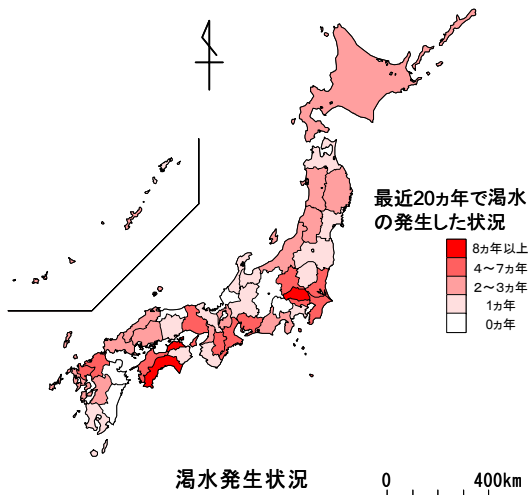 最近20ヵ年で渇水
の発生した状況
8ヵ年以上
4～7ヵ年
2～3ヵ年
1ヵ年
0ヵ年
渇水発生状況
0 400km